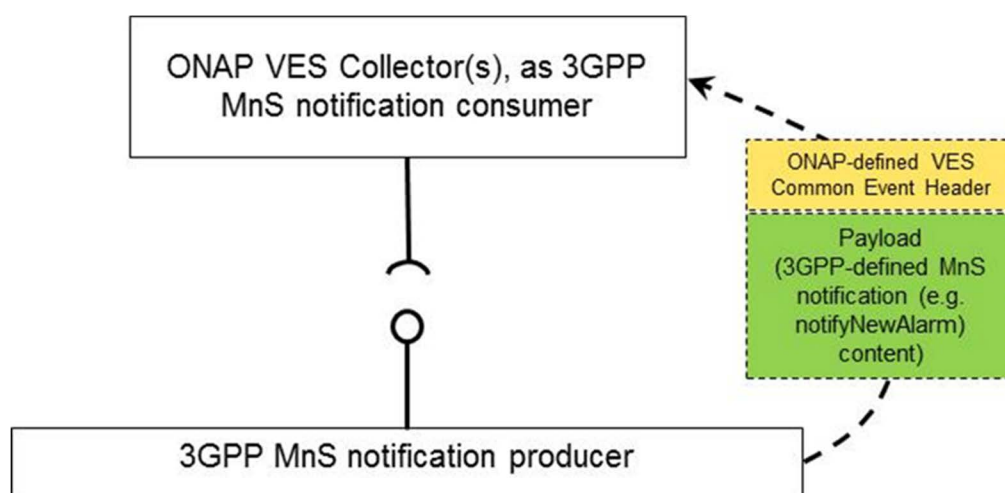 ONAP VES Collector(s), as 3GPP
MnS notification consumer
ONAP-defined VES
Common Event Header
Payload
(3GPP-defined MnS
notification (e.g.
notifyNewAlarm)
content)
3GPP MnS notification producer